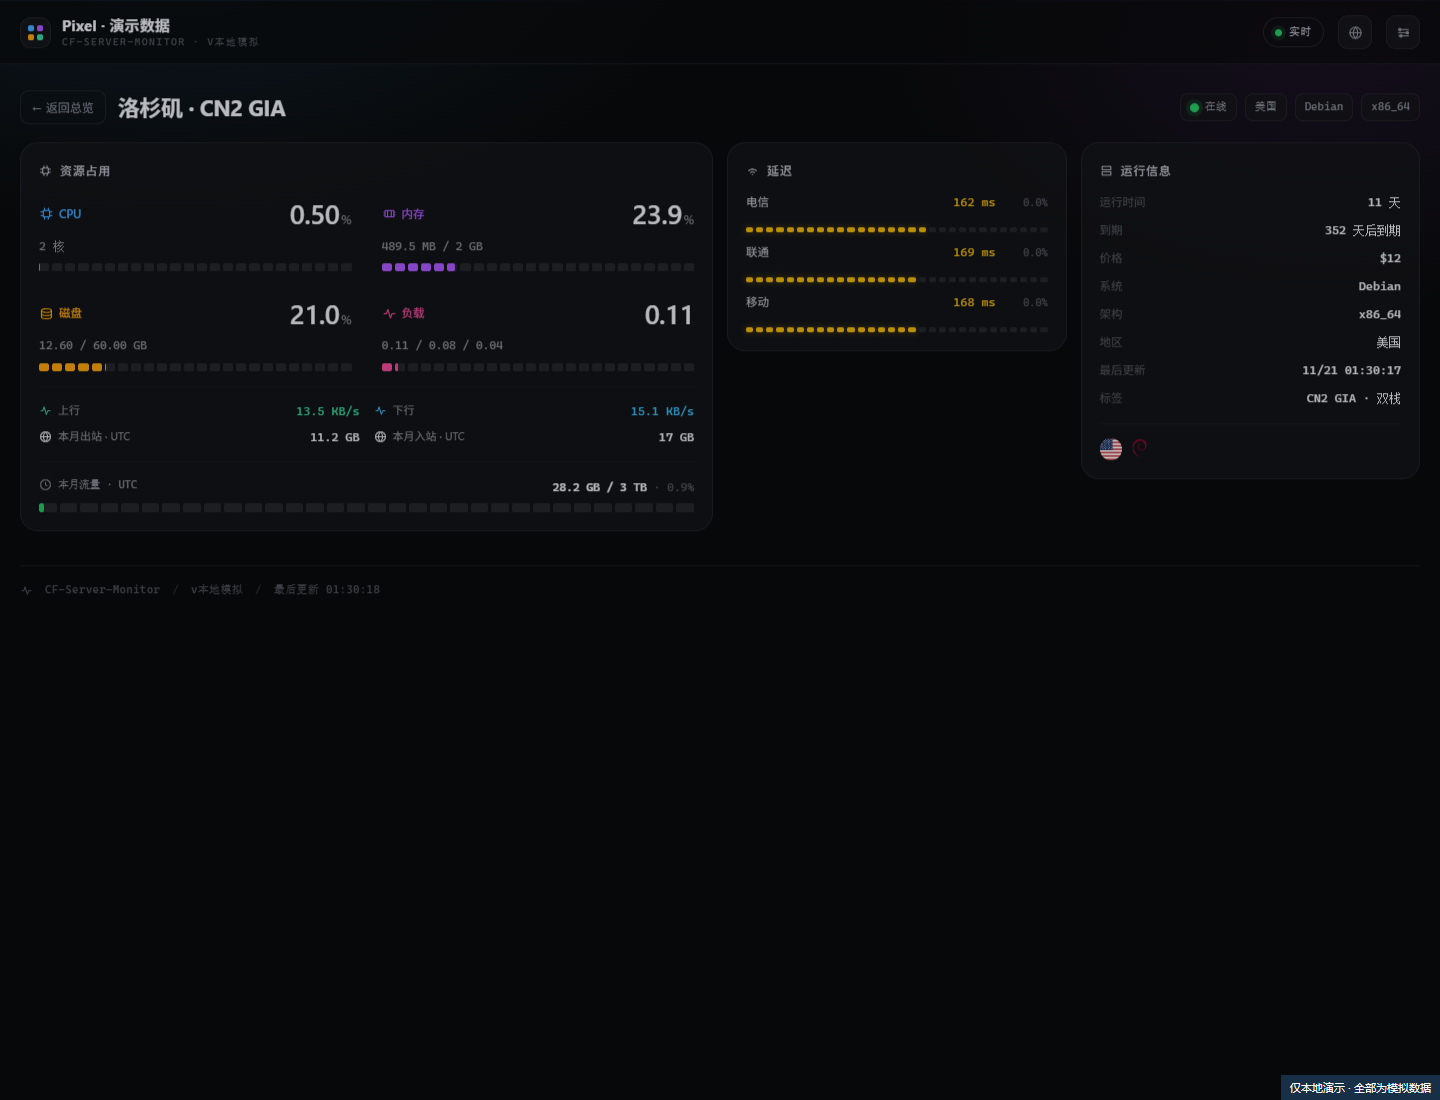 Pixel · 演示数据
CF-SERVER-MONITOR · V本地模拟
实时
← 返回总览
洛杉矶 · CN2 GIA
在线
美国
Debian
x86_64
资源占用
CPU
0.50%
2 核
内存
23.9%
489.5 MB / 2 GB
磁盘
21.0%
12.60 / 60.00 GB
负载
0.11
0.11 / 0.08 / 0.04
上行
13.5 KB/s
下行
15.1 KB/s
本月出站 · UTC
11.2 GB
本月入站 · UTC
17 GB
本月流量 · UTC
28.2 GB / 3 TB · 0.9%
延迟
电信
162 ms
0.0%
联通
169 ms
0.0%
移动
168 ms
0.0%
运行信息
运行时间
11 天
到期
352 天后到期
价格
$12
系统
Debian
架构
x86_64
地区
美国
最后更新
11/21 01:30:17
标签
CN2 GIA · 双栈
CF-Server-Monitor / v本地模拟 / 最后更新 01:30:18
仅本地演示 · 全部为模拟数据